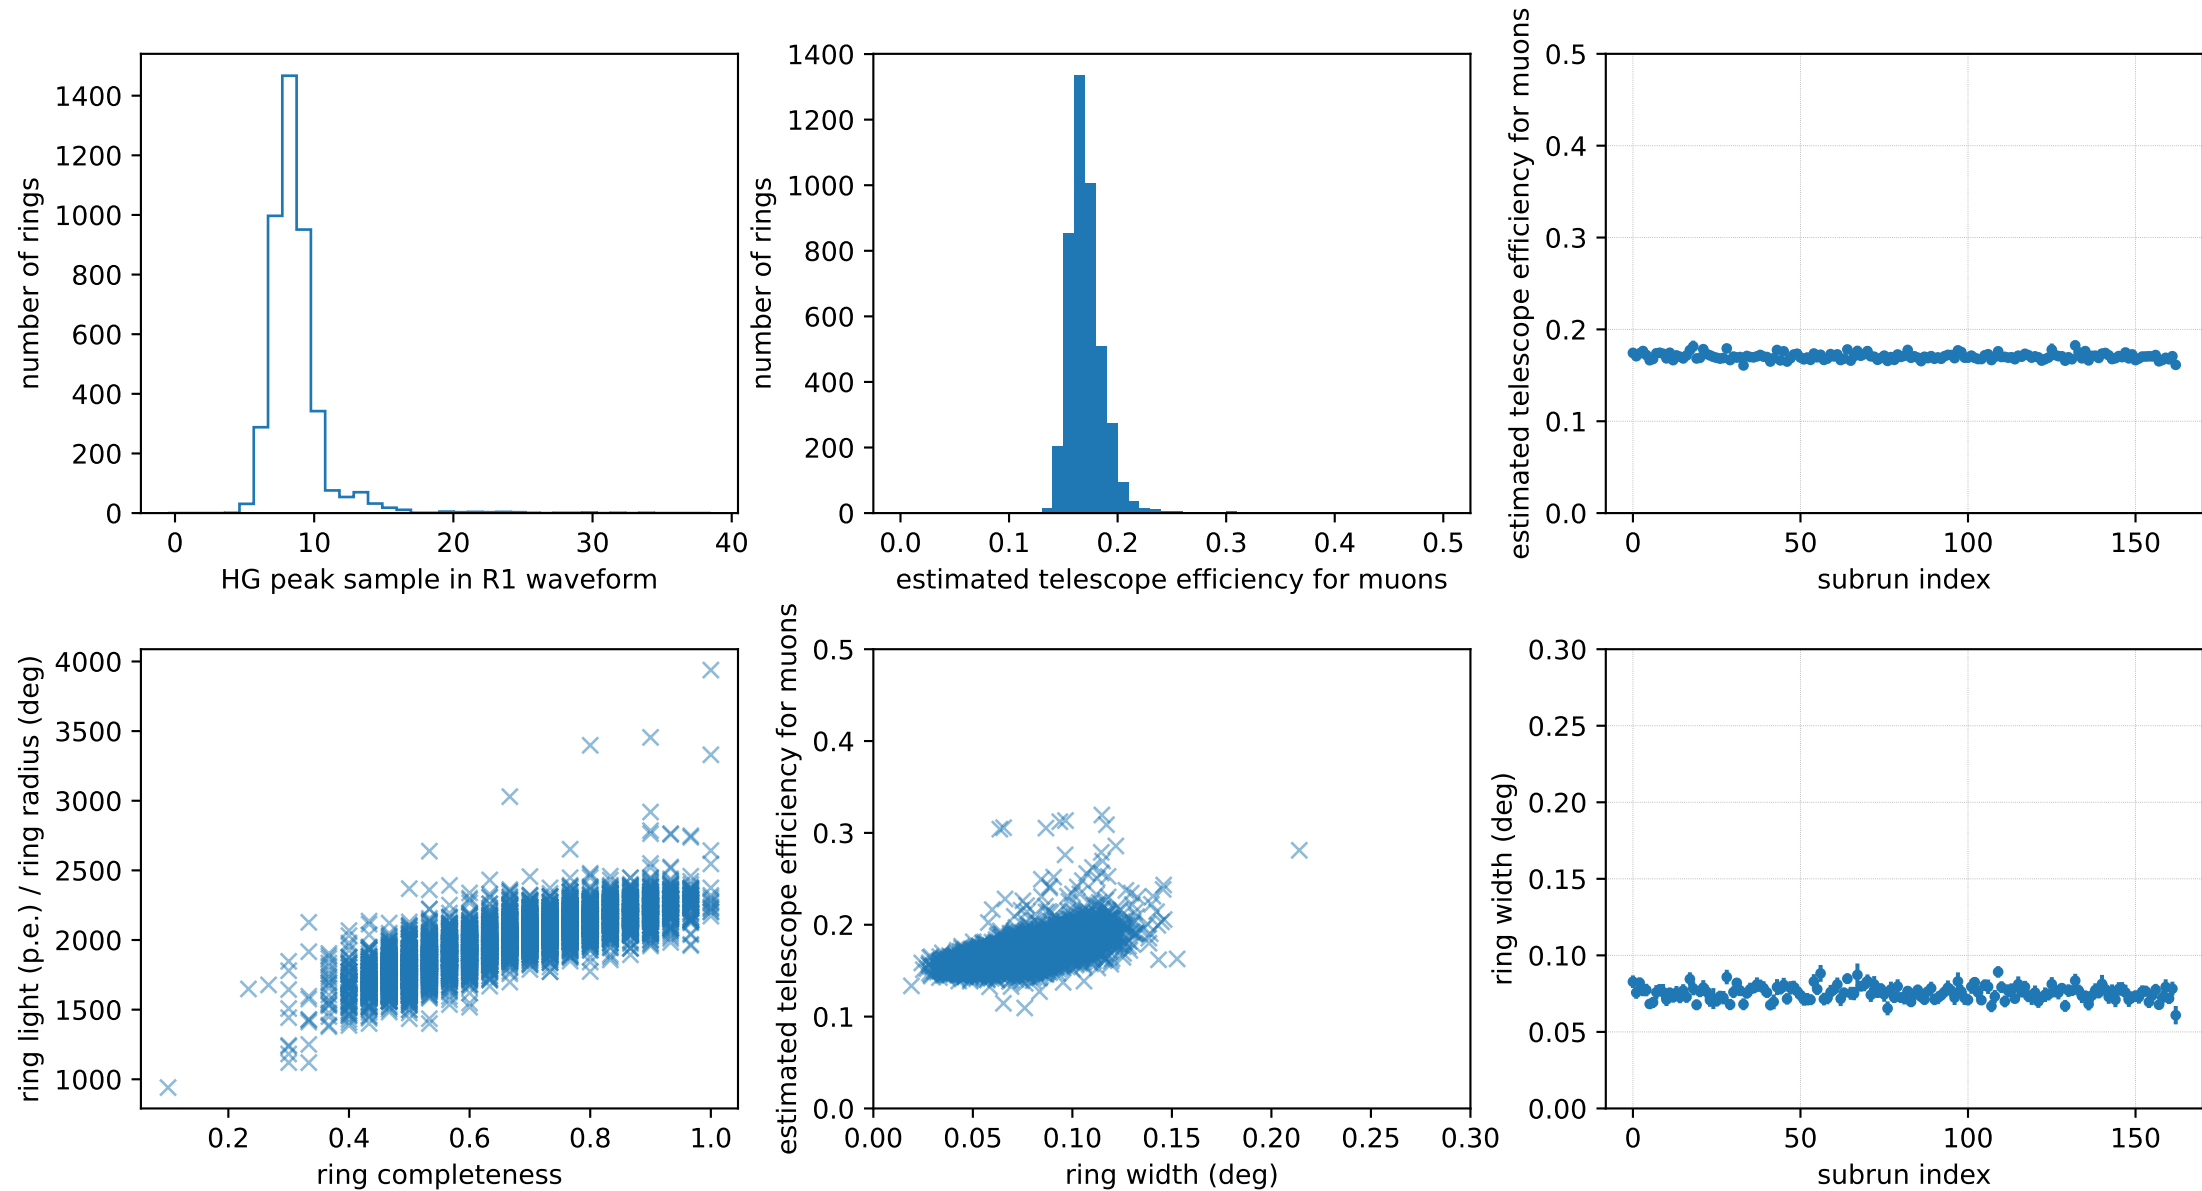 number of rings
1400
1200
1000
800
600
400
200
0
0 10 20 30 40
HG peak sample in R1 waveform
number of rings
1400
1200
1000
800
600
400
200
0
0.0 0.1 0.2 0.3 0.4 0.5
estimated telescope efficiency for muons
estimated telescope efficiency for muons
0.5
0.4
0.3
0.2
0.1
0.0
0 50 100 150
subrun index
ring light (p.e.) / ring radius (deg)
4000
3500
3000
2500
2000
1500
1000
0.2 0.4 0.6 0.8 1.0
ring completeness
estimated telescope efficiency for muons
0.5
0.4
0.3
0.2
0.1
0.0
0.00 0.05 0.10 0.15 0.20 0.25 0.30
ring width (deg)
ring width (deg)
0.30
0.25
0.20
0.15
0.10
0.05
0.00
0 50 100 150
subrun index